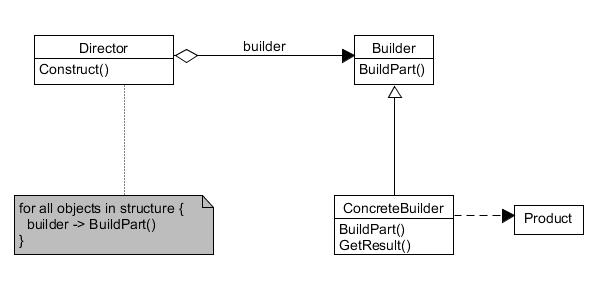 Director
Construct()
builder
Builder
BuildPart()
for all objects in structure {
  builder -> BuildPart()
}
ConcreteBuilder
BuildPart()
GetResult()
Product